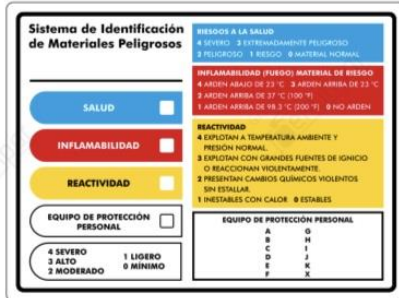 Sistema de Identificación
de Materiales Peligrosos
SALUD
INFLAMABILIDAD
REACTIVIDAD
EQUIPO DE PROTECCIÓN
PERSONAL
4 SEVERO
3 ALTO
2 MODERADO
1 LIGERO
0 MÍNIMO
RIESGOS A LA SALUD
4 SEVERO 3 EXTREMADAMENTE PELIGROSO
2 PELIGROSO 1 RIESGO 0 MATERIAL NORMAL
INFLAMABILIDAD (FUEGO) MATERIAL DE RIESGO
4 ARDEN ABAJO DE 23 °C 3 ARDEN ARRIBA DE 23 °C
2 ARDEN ARRIBA DE 37 °C (100 °F)
1 ARDEN ARRIBA DE 98.3 °C (200 °F) 0 NO ARDEN
REACTIVIDAD
4 EXPLOTAN A TEMPERATURA AMBIENTE Y
PRESIÓN NORMAL.
3 EXPLOTAN CON GRANDES FUENTES DE IGNICIO
O REACCIONAN VIOLENTAMENTE.
2 PRESENTAN CAMBIOS QUÍMICOS VIOLENTOS
SIN ESTALLAR.
1 INESTABLES CON CALOR 0 ESTABLES
EQUIPO DE PROTECCIÓN PERSONAL
A G
B H
C I
D J
E K
F X